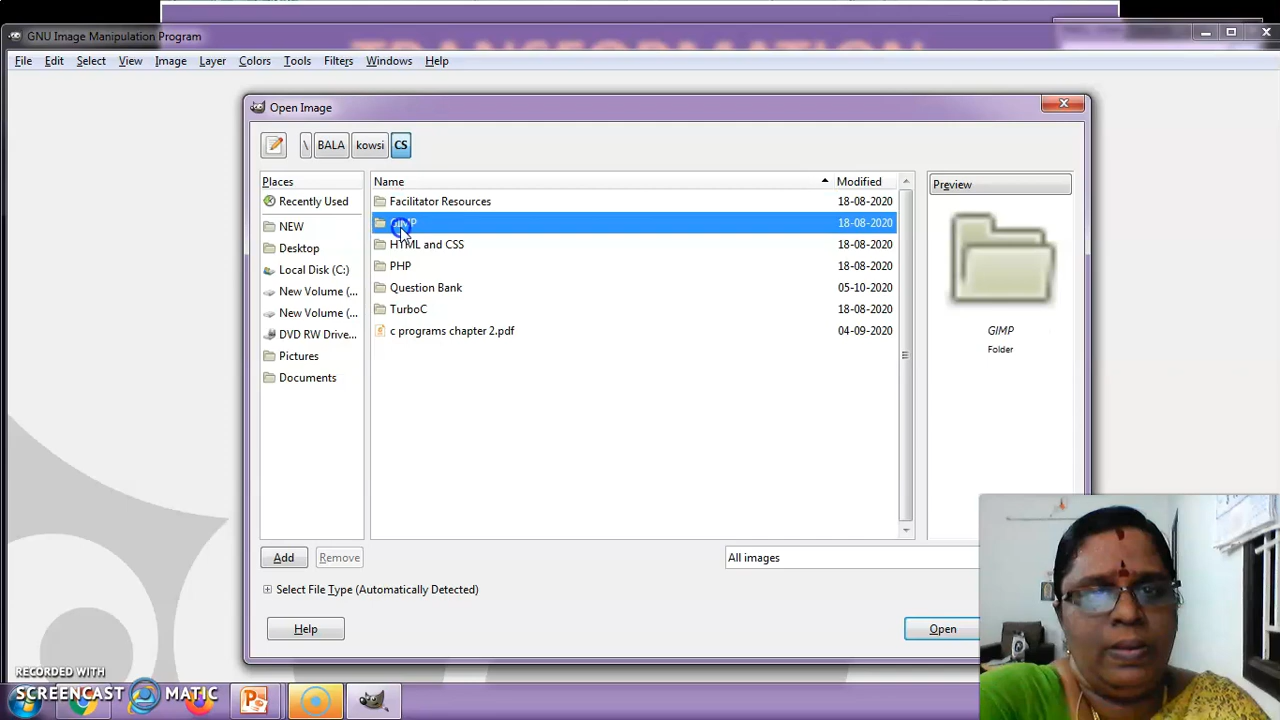 GNU Image Manipulation Program
File Edit Select View Image Layer Colors Tools Filters Windows Help
Open Image
\ BALA kowsi CS
Places
Recently Used
NEW
Desktop
Local Disk (C:)
New Volume (...
New Volume (...
DVD RW Drive...
Pictures
Documents
Name Modified
Facilitator Resources 18-08-2020
GIMP 18-08-2020
HYML and CSS 18-08-2020
PHP 18-08-2020
Question Bank 05-10-2020
TurboC 18-08-2020
c programs chapter 2.pdf 04-09-2020
Preview
GIMP
Folder
Add Remove
All images
Select File Type (Automatically Detected)
Help Open
RECORDED WITH
SCREENCAST MATIC